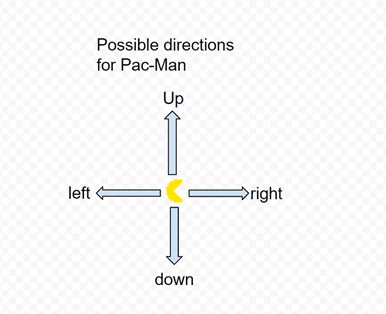 Possible directions
for Pac-Man
Up
left
right
down